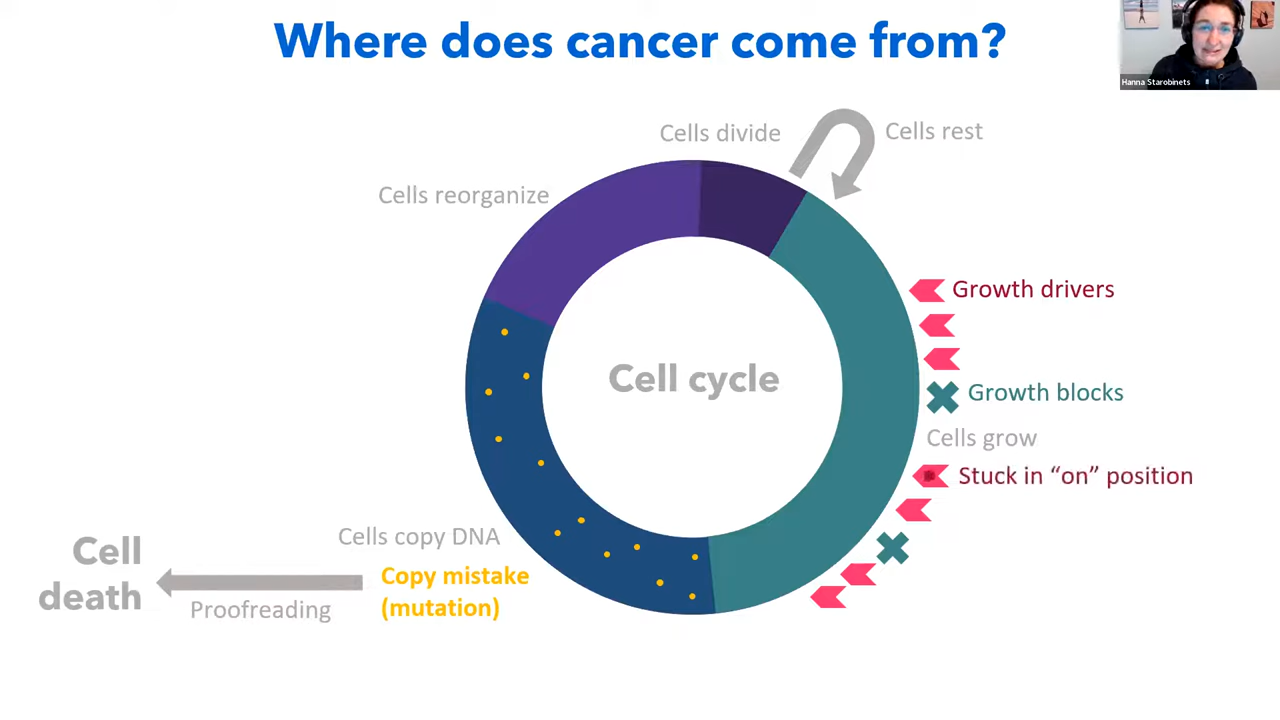 Where does cancer come from?
Hanna Starobinets
Cells divide
Cells rest
Cells reorganize
Growth drivers
Cell cycle
Growth blocks
Cells grow
Stuck in “on” position
Cells copy DNA
Cell
death
Copy mistake
(mutation)
Proofreading